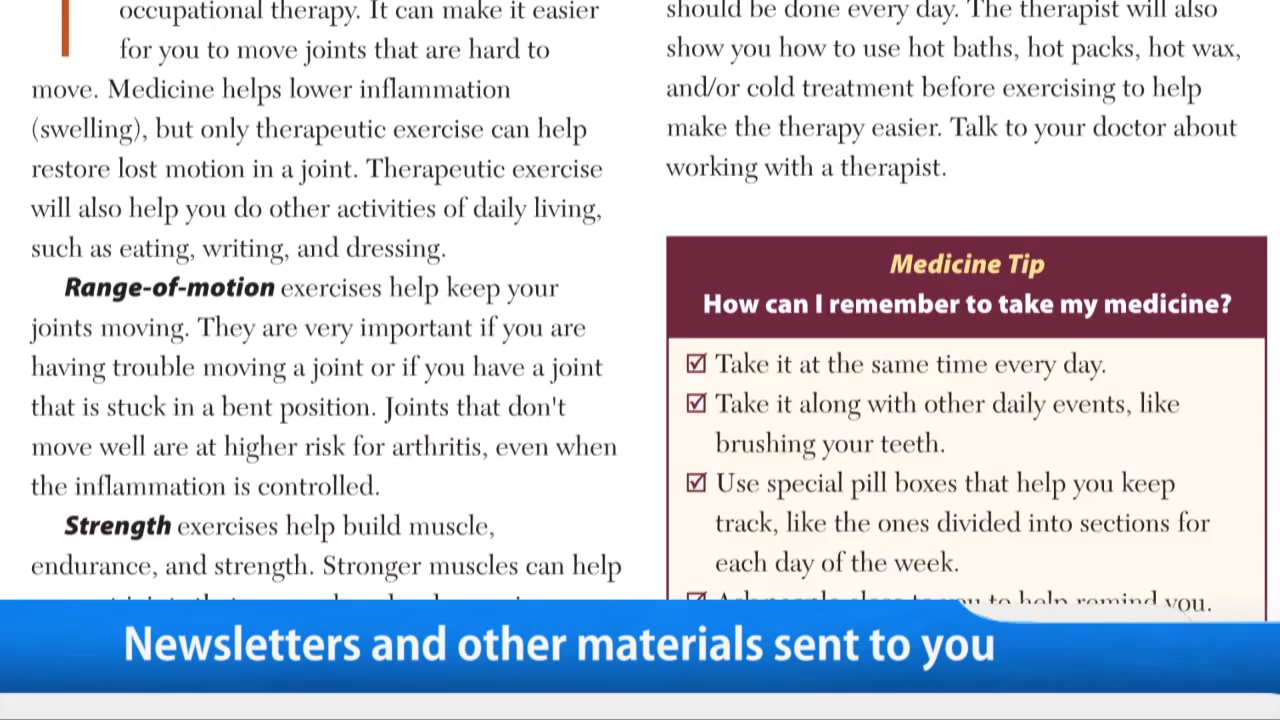 occupational therapy. It can make it easier
for you to move joints that are hard to
move. Medicine helps lower inflammation
(swelling), but only therapeutic exercise can help
restore lost motion in a joint. Therapeutic exercise
will also help you do other activities of daily living,
such as eating, writing, and dressing.
Range-of-motion exercises help keep your
joints moving. They are very important if you are
having trouble moving a joint or if you have a joint
that is stuck in a bent position. Joints that don't
move well are at higher risk for arthritis, even when
the inflammation is controlled.
Strength exercises help build muscle,
endurance, and strength. Stronger muscles can help
should be done every day. The therapist will also
show you how to use hot baths, hot packs, hot wax,
and/or cold treatment before exercising to help
make the therapy easier. Talk to your doctor about
working with a therapist.
Medicine Tip
How can I remember to take my medicine?
Take it at the same time every day.
Take it along with other daily events, like
brushing your teeth.
Use special pill boxes that help you keep
track, like the ones divided into sections for
each day of the week.
Ask people close to you to help remind you.
Newsletters and other materials sent to you